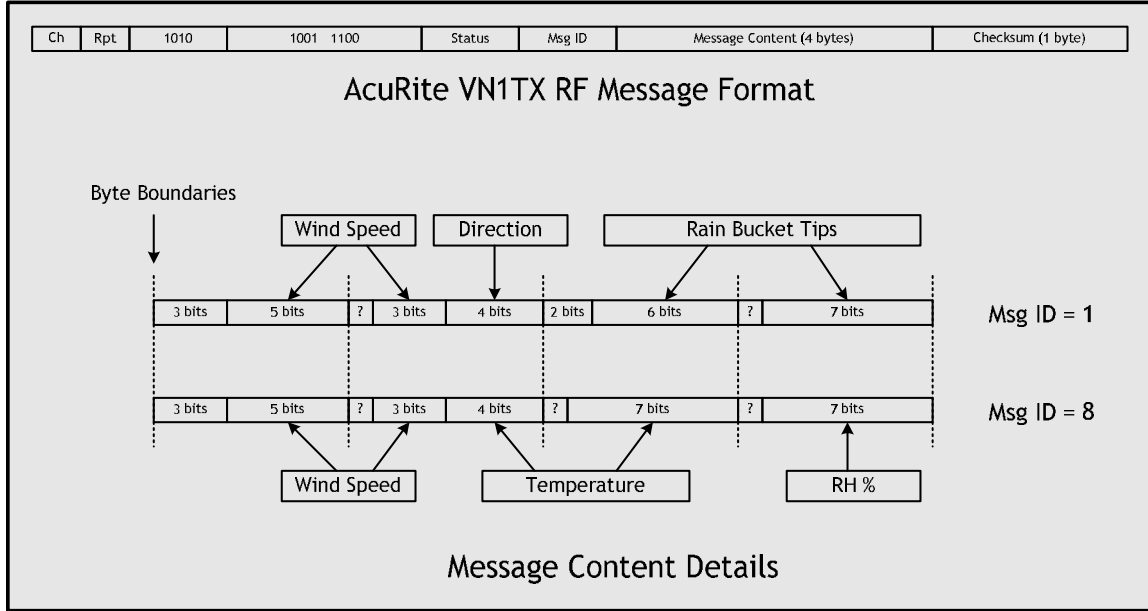 Ch Rpt 1010 1001 1100 Status Msg ID Message Content (4 bytes) Checksum (1 byte)
AcuRite VN1TX RF Message Format
Byte Boundaries
Wind Speed Direction Rain Bucket Tips
3 bits 5 bits ? 3 bits 4 bits 2 bits 6 bits ? 7 bits Msg ID = 1
3 bits 5 bits ? 3 bits 4 bits ? 7 bits ? 7 bits Msg ID = 8
Wind Speed Temperature RH %
Message Content Details